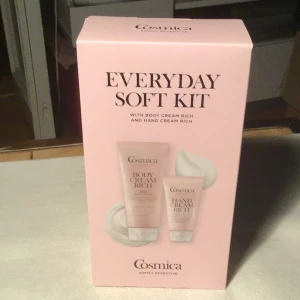 Cosmica
EVERYDAY
SOFT KIT
WITH BODY CREAM RICH
AND HAND CREAM RICH
Cosmica
BODY
CREAM
RICH
Cosmica
HAND
CREAM
RICH
Cosmica
SIMPLY EFFECTIVE